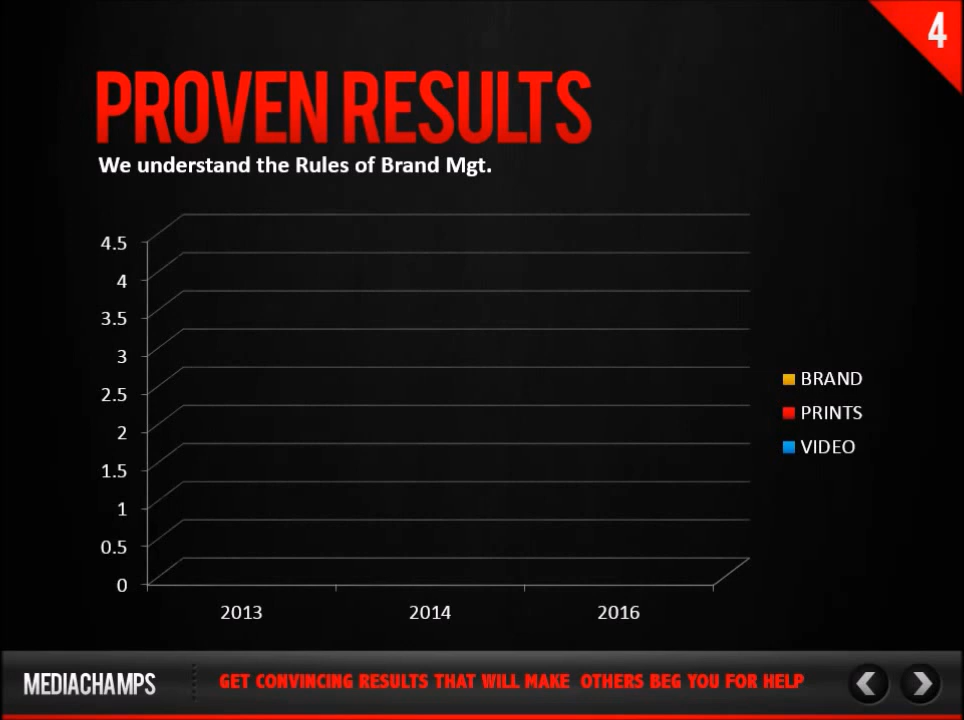 4
PROVEN RESULTS
We understand the Rules of Brand Mgt.
4.5
4
3.5
3
2.5
2
1.5
1
0.5
0
2013 2014 2016
BRAND
PRINTS
VIDEO
MEDIACHAMPS
GET CONVINCING RESULTS THAT WILL MAKE OTHERS BEG YOU FOR HELP